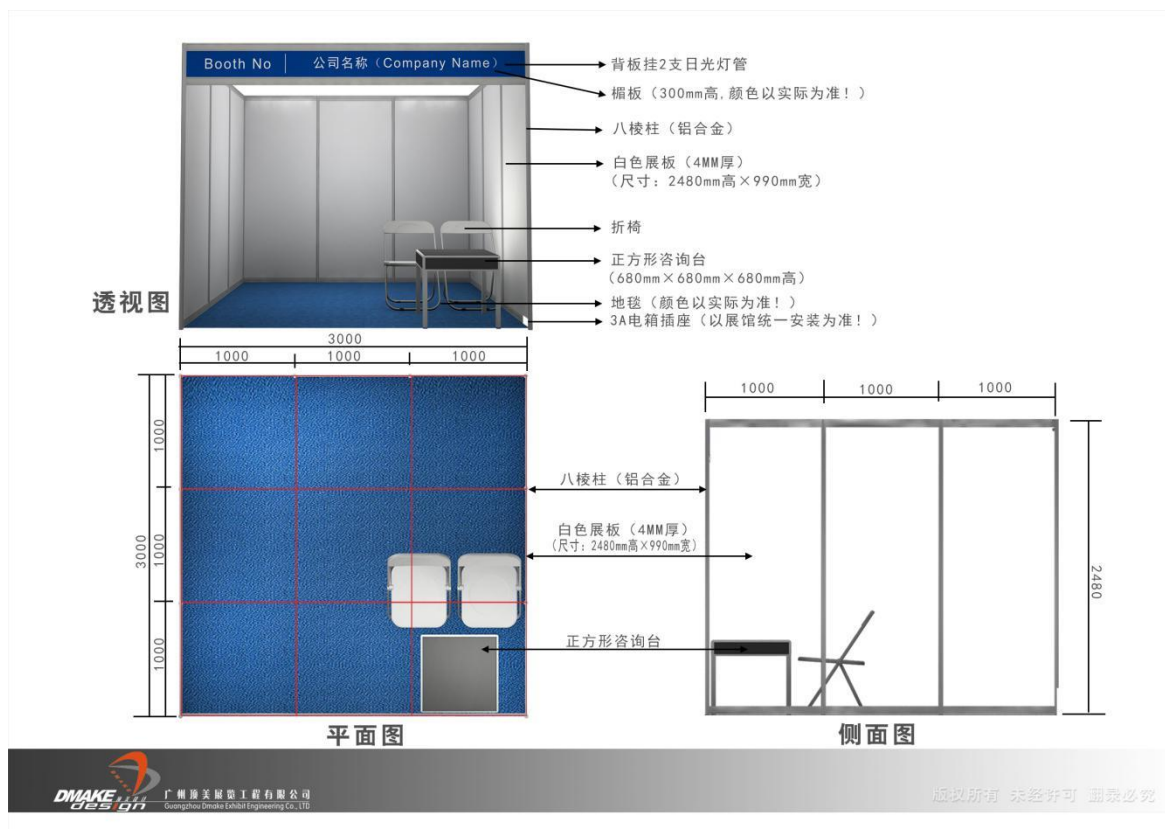 Booth No
公司名称（Company Name）
背板挂2支日光灯管
楣板（300mm高,颜色以实际为准！）
八棱柱（铝合金）
白色展板（4MM厚）
（尺寸：2480mm高×990mm宽）
折椅
正方形咨询台
（680mm×680mm×680mm高）
地毯（颜色以实际为准！）
3A电箱插座（以展馆统一安装为准！）
透视图
3000
1000
1000
1000
1000
3000
1000
1000
八棱柱（铝合金）
白色展板（4MM厚）
（尺寸：2480mm高×990mm宽）
正方形咨询台
平面图
1000
1000
1000
2480
侧面图
DMAKE
design
广州顶美展览工程有限公司
Guangzhou Dmake Exhibit Engineering Co., LTD
版权所有 未经许可 翻录必究